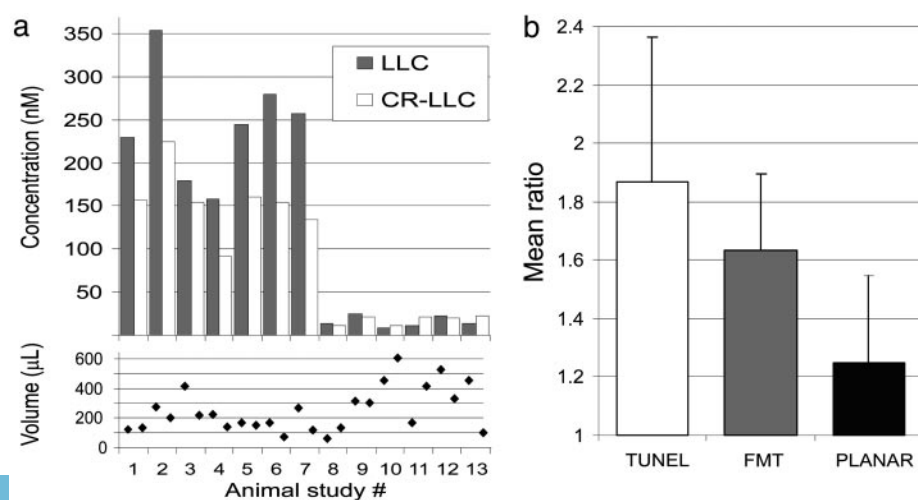 a
Concentration (nM)
350
300
250
200
150
100
50
LLC
CR-LLC
Volume (µL)
600
400
200
0
1 2 3 4 5 6 7 8 9 10 11 12 13
Animal study #
b
Mean ratio
2.4
2.2
2
1.8
1.6
1.4
1.2
1
TUNEL FMT PLANAR